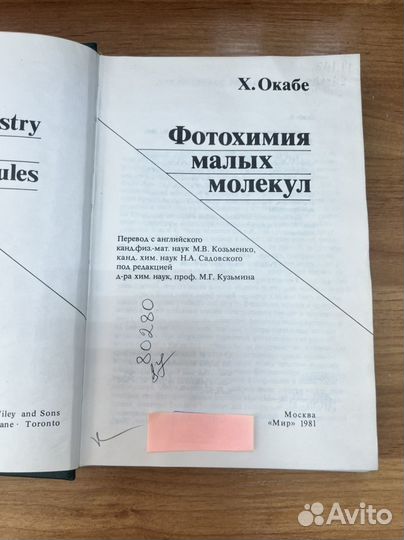 stry
ules
iley and Sons
ane · Toronto
Х. Окабе
Фотохимия
малых
молекул
Перевод с английского
канд.физ.-мат. наук М.В. Козьменко,
канд. хим. наук Н.А. Садовского
под редакцией
д-ра хим. наук, проф. М.Г. Кузьмина
80280
Москва
«Мир» 1981
Avito